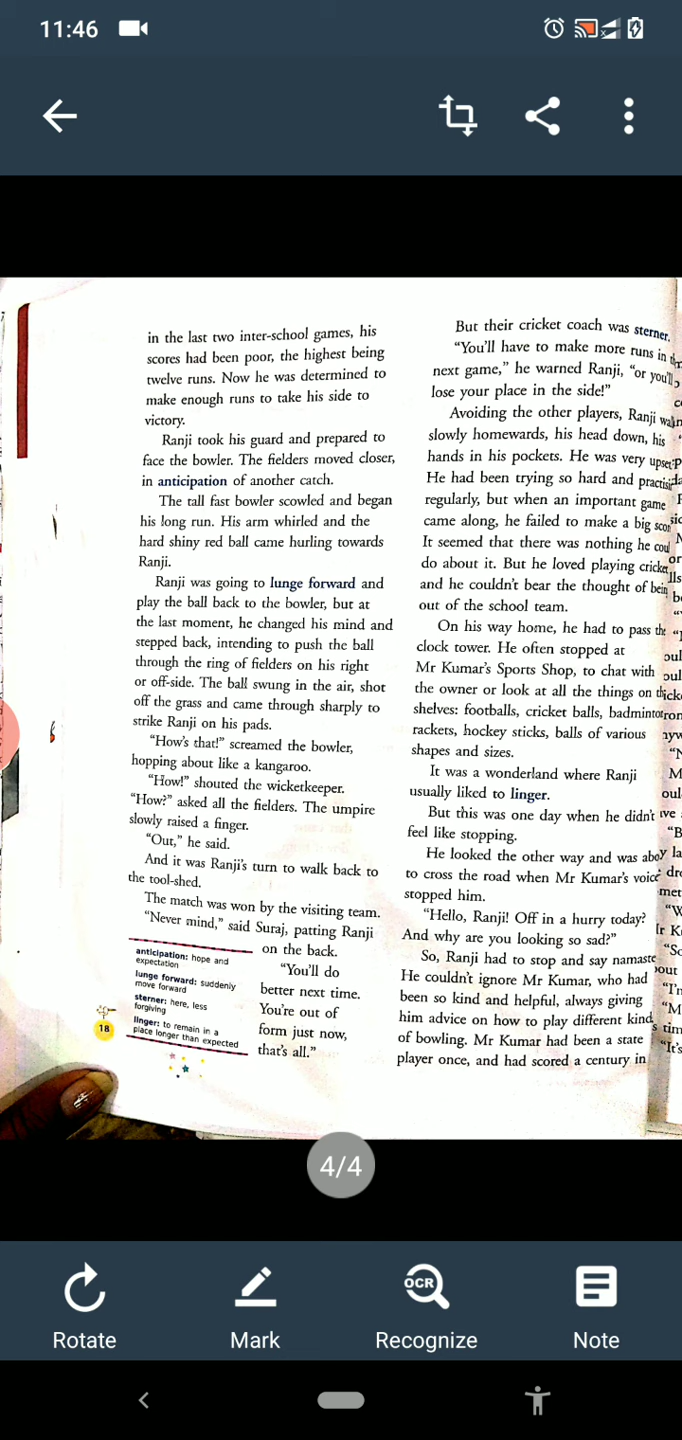 11:46
in the last two inter-school games, his
scores had been poor, the highest being
twelve runs. Now he was determined to
make enough runs to take his side to
victory.
Ranji took his guard and prepared to
face the bowler. The fielders moved closer,
in anticipation of another catch.
The tall fast bowler scowled and began
his long run. His arm whirled and the
hard shiny red ball came hurling towards
Ranji.
Ranji was going to lunge forward and
play the ball back to the bowler, but at
the last moment, he changed his mind and
stepped back, intending to push the ball
through the ring of fielders on his right
or off-side. The ball swung in the air, shot
off the grass and came through sharply to
strike Ranji on his pads.
"How's that!" screamed the bowler,
hopping about like a kangaroo.
"How!" shouted the wicketkeeper.
"How?" asked all the fielders. The umpire
slowly raised a finger.
"Out," he said.
And it was Ranji's turn to walk back to
the tool-shed.
The match was won by the visiting team.
"Never mind," said Suraj, patting Ranji
on the back.
"You'll do
better next time.
You're out of
form just now,
that's all."
anticipation: hope and
expectation
lunge forward: suddenly
move forward
sterner: here, less
forgiving
linger: to remain in a
place longer than expected
18
But their cricket coach was sterner.
"You'll have to make more runs in
next game," he warned Ranji, "or you'll
lose your place in the side!"
Avoiding the other players, Ranji
slowly homewards, his head down, his
hands in his pockets. He was very upset.
He had been trying so hard and
regularly, but when an important game
came along, he failed to make a big
It seemed that there was nothing he
do about it. But he loved playing cricket
and he couldn't bear the thought of
out of the school team.
On his way home, he had to pass the
clock tower. He often stopped at
Mr Kumar's Sports Shop, to chat with
the owner or look at all the things on
shelves: footballs, cricket balls, badminton
rackets, hockey sticks, balls of various
shapes and sizes.
It was a wonderland where Ranji
usually liked to linger.
But this was one day when he didn't
feel like stopping.
He looked the other way and was
to cross the road when Mr Kumar's voice
stopped him.
"Hello, Ranji! Off in a hurry today?
And why are you looking so sad?"
So, Ranji had to stop and say namaste
He couldn't ignore Mr Kumar, who had
been so kind and helpful, always giving
him advice on how to play different kind
of bowling. Mr Kumar had been a state
player once, and had scored a century in
4/4
Rotate
Mark
OCR
Recognize
Note